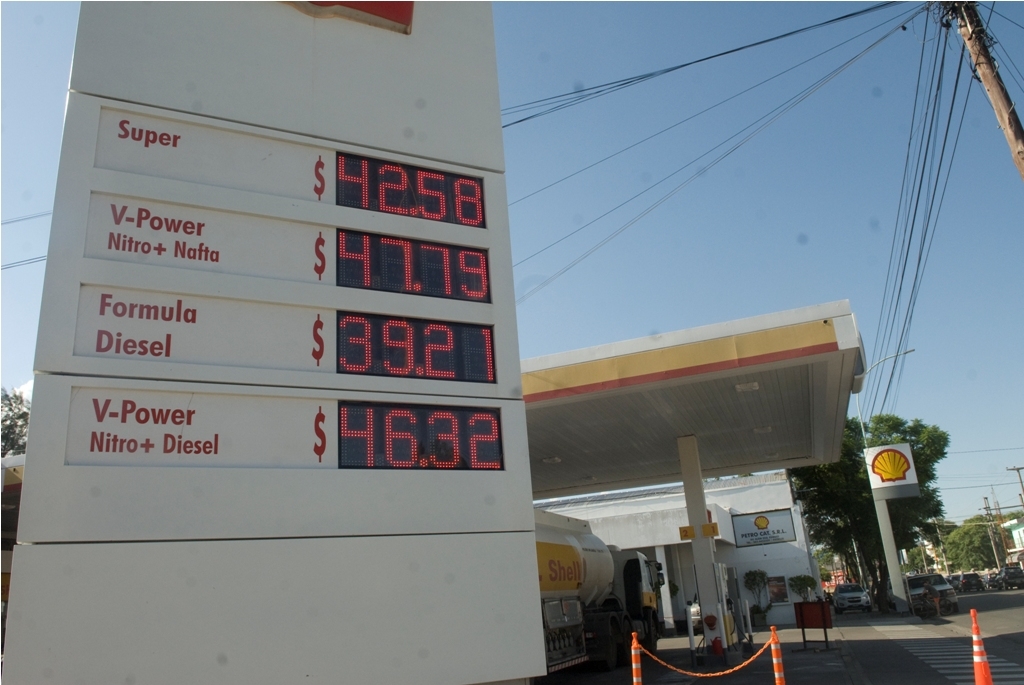 Super
$ 42.58
V-Power
Nitro+ Nafta
$ 47.79
Formula
Diesel
$ 39.21
V-Power
Nitro+ Diesel
$ 46.32
Shell
PETRO CAT S.R.L.